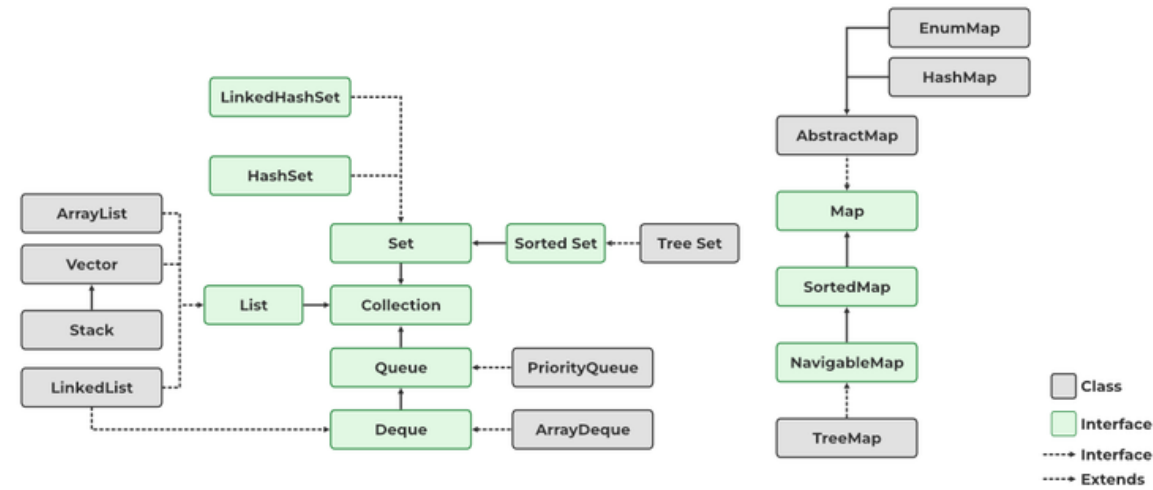 EnumMap
HashMap
LinkedHashSet
AbstractMap
HashSet
ArrayList
Map
Set
Sorted Set
Tree Set
Vector
List
Collection
SortedMap
Stack
Queue
PriorityQueue
NavigableMap
LinkedList
Class
Deque
ArrayDeque
Interface
TreeMap
Interface
Extends